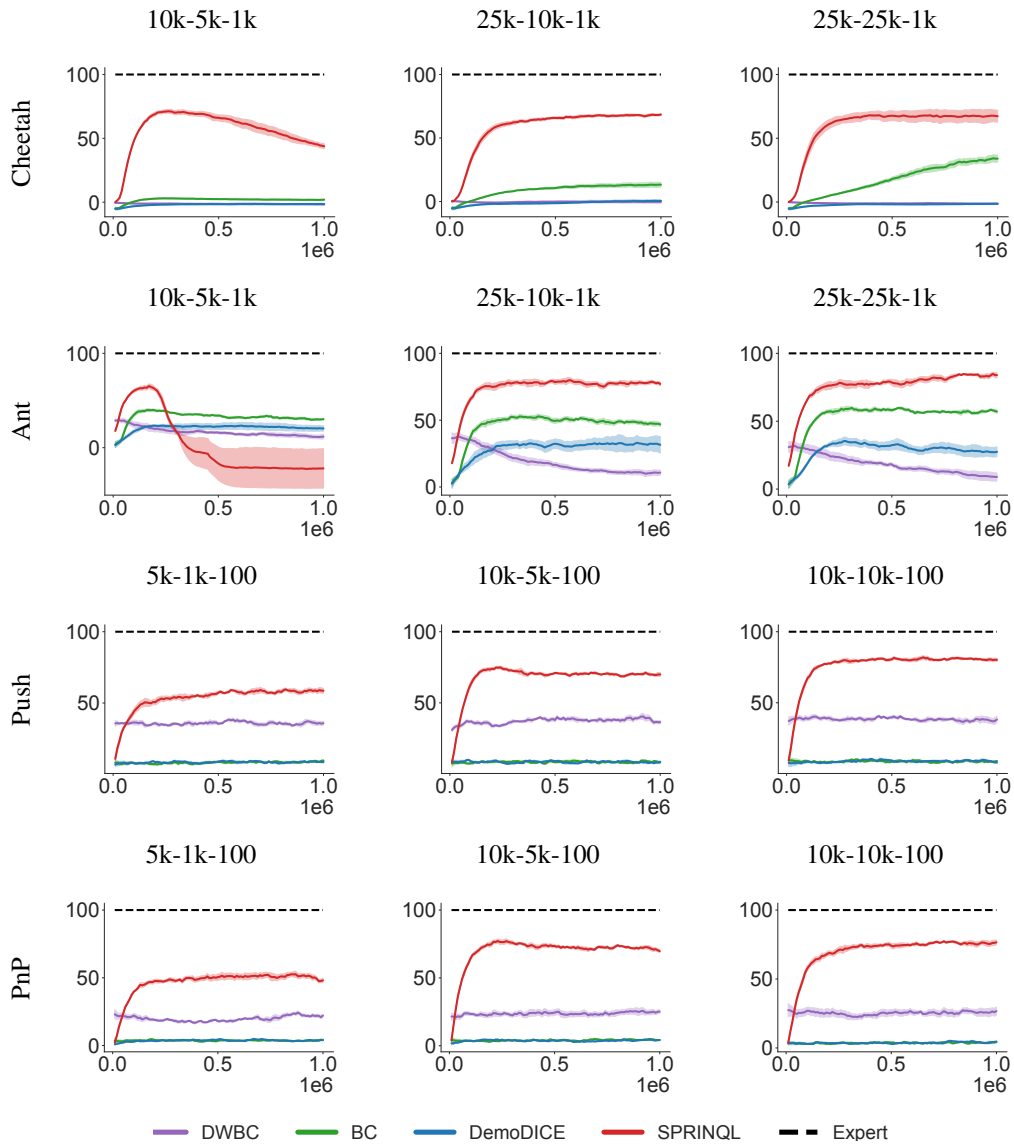 10k-5k-1k 25k-10k-1k 25k-25k-1k
Cheetah
100 100 100
50 50 50
0 0 0
0.0 0.5 1.0 0.0 0.5 1.0 0.0 0.5 1.0
1e6 1e6 1e6
10k-5k-1k 25k-10k-1k 25k-25k-1k
Ant
100 100 100
50 50
0 0 0
0.0 0.5 1.0 0.0 0.5 1.0 0.0 0.5 1.0
1e6 1e6 1e6
5k-1k-100 10k-5k-100 10k-10k-100
Push
100 100 100
50 50 50
0.0 0.5 1.0 0.0 0.5 1.0 0.0 0.5 1.0
1e6 1e6 1e6
5k-1k-100 10k-5k-100 10k-10k-100
PnP
100 100 100
50 50 50
0 0 0
0.0 0.5 1.0 0.0 0.5 1.0 0.0 0.5 1.0
1e6 1e6 1e6
DWBC BC DemoDICE SPRINQL Expert